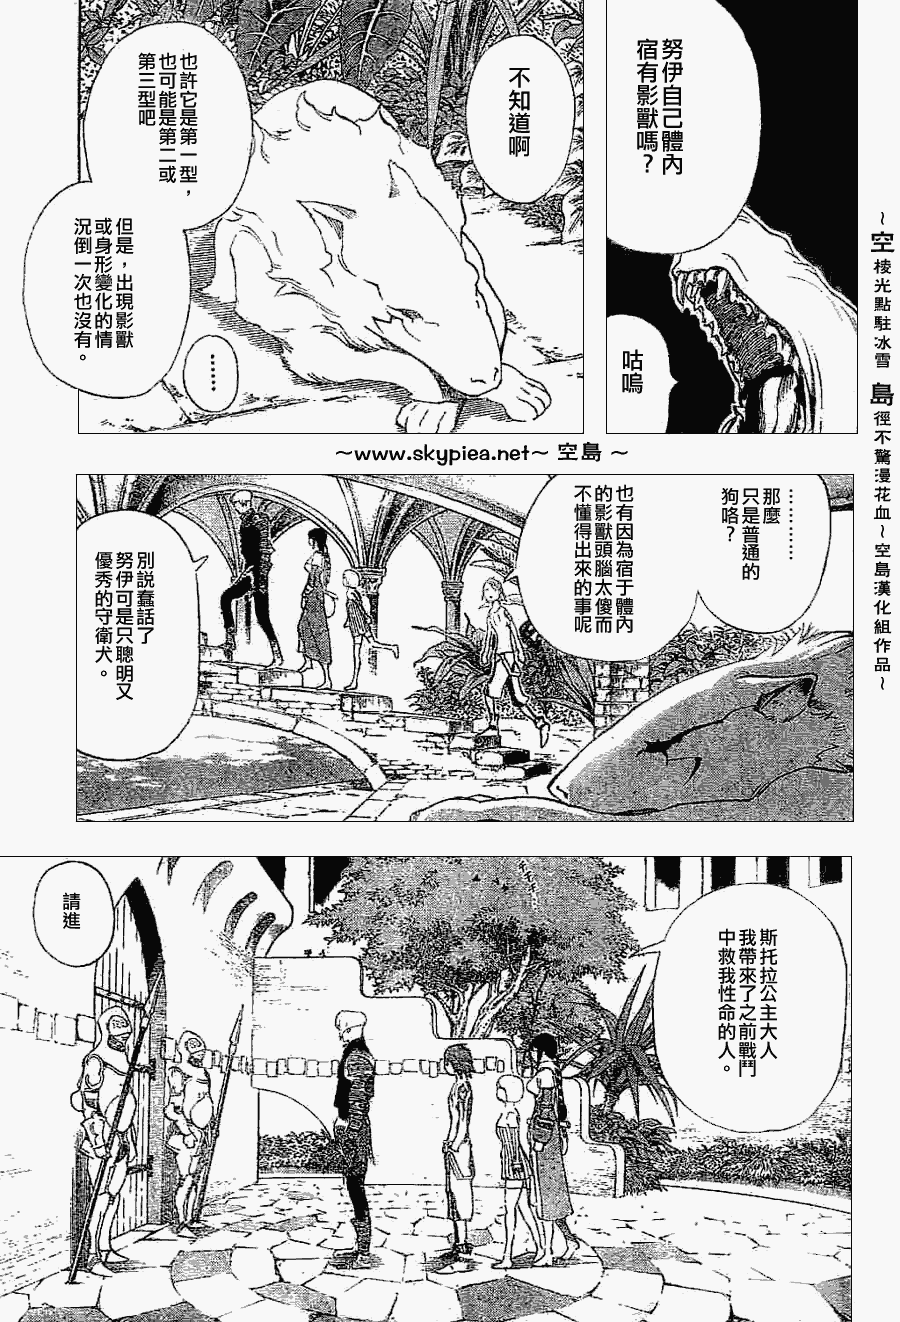 努伊自己體內
宿有影獸嗎？
咕嗚
不知道啊
也許它是第一型，
也可能是第二或
第三型吧
但是，出現影獸
或身形變化的情
況倒一次也沒有。
……
～www.skypiea.net～ 空島 ～
…………
那麼
只是普通的
狗咯？
也有因為宿于體內
的影獸頭腦太傻而
不懂得出來的事呢
別説蠢話了
努伊可是只聰明又
優秀的守衛犬。
斯托拉公主大人
我帶來了之前戰鬥
中救我性命的人。
請進
～空棱光點駐冰雪 島徑不驚漫花血～空島漢化組作品～